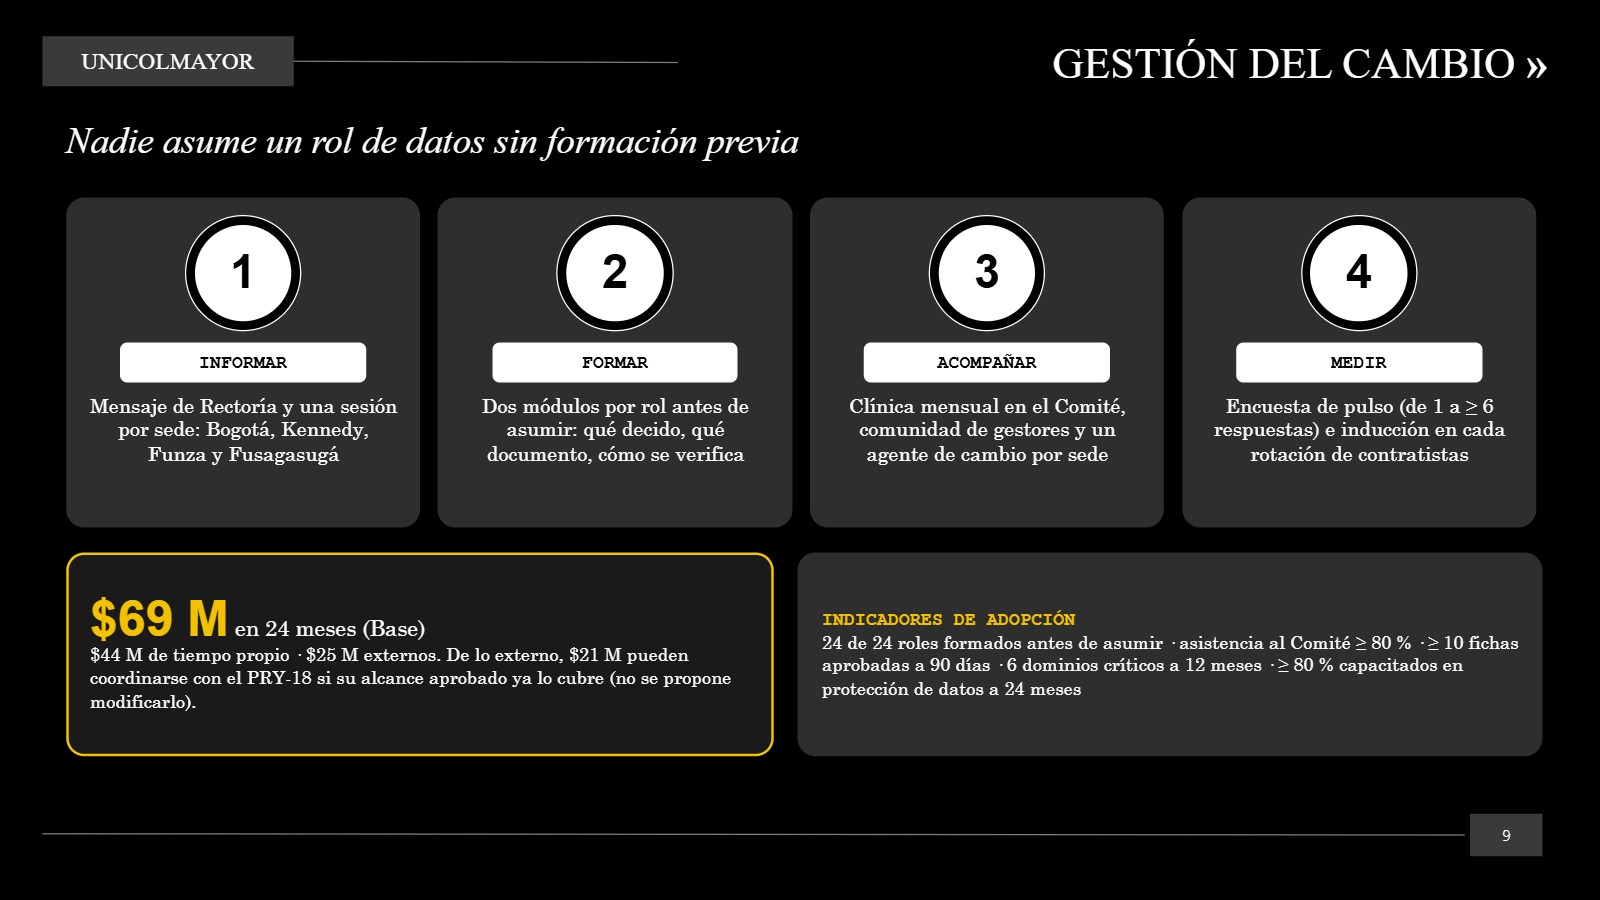 UNICOLMAYOR
GESTIÓN DEL CAMBIO »
Nadie asume un rol de datos sin formación previa
1
INFORMAR
Mensaje de Rectoría y una sesión
por sede: Bogotá, Kennedy,
Funza y Fusagasugá
2
FORMAR
Dos módulos por rol antes de
asumir: qué decido, qué
documento, cómo se verifica
3
ACOMPAÑAR
Clínica mensual en el Comité,
comunidad de gestores y un
agente de cambio por sede
4
MEDIR
Encuesta de pulso (de 1 a ≥ 6
respuestas) e inducción en cada
rotación de contratistas
$69 M en 24 meses (Base)
$44 M de tiempo propio · $25 M externos. De lo externo, $21 M pueden
coordinarse con el PRY-18 si su alcance aprobado ya lo cubre (no se propone
modificarlo).
INDICADORES DE ADOPCIÓN
24 de 24 roles formados antes de asumir · asistencia al Comité ≥ 80 % · ≥ 10 fichas
aprobadas a 90 días · 6 dominios críticos a 12 meses · ≥ 80 % capacitados en
protección de datos a 24 meses
9